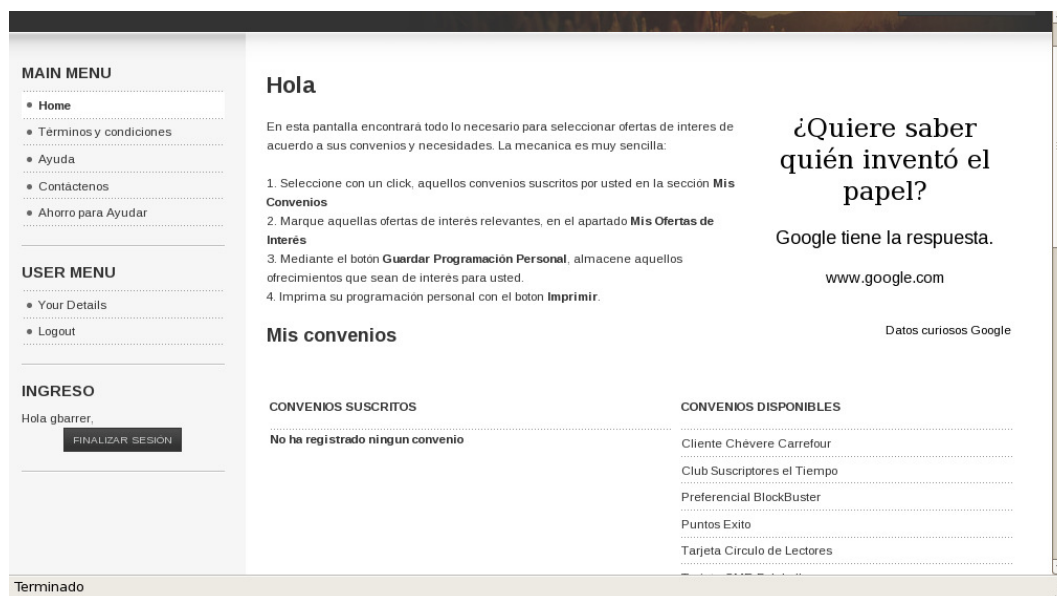 MAIN MENU
Home
Términos y condiciones
Ayuda
Contáctenos
Ahorro para Ayudar
USER MENU
Your Details
Logout
INGRESO
Hola gbarrer,
FINALIZAR SESIÓN
Hola
En esta pantalla encontrará todo lo necesario para seleccionar ofertas de interes de
acuerdo a sus convenios y necesidades. La mecanica es muy sencilla:
1. Seleccione con un click, aquellos convenios suscritos por usted en la sección Mis
Convenios
2. Marque aquellas ofertas de interés relevantes, en el apartado Mis Ofertas de
Interés
3. Mediante el botón Guardar Programación Personal, almacene aquellos
ofrecimientos que sean de interés para usted.
4. Imprima su programación personal con el boton Imprimir.
¿Quiere saber
quién inventó el
papel?
Google tiene la respuesta.
www.google.com
Datos curiosos Google
Mis convenios
CONVENIOS SUSCRITOS
No ha registrado ningun convenio
CONVENIOS DISPONIBLES
Cliente Chévere Carrefour
Club Suscriptores el Tiempo
Preferencial BlockBuster
Puntos Exito
Tarjeta Círculo de Lectores
Terminado